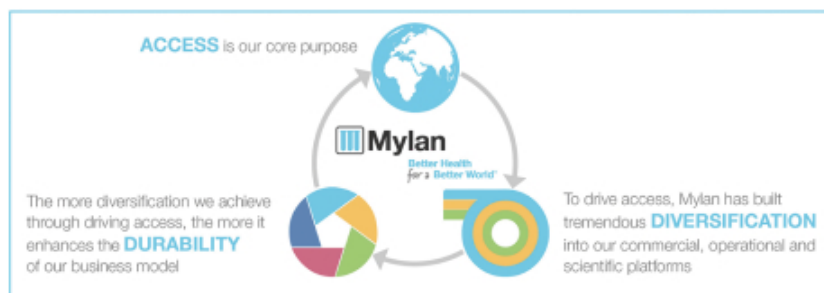 ACCESS is our core purpose
Mylan
Better Health
for a Better World™
The more diversification we achieve
through driving access, the more it
enhances the DURABILITY
of our business model
To drive access, Mylan has built
tremendous DIVERSIFICATION
into our commercial, operational and
scientific platforms